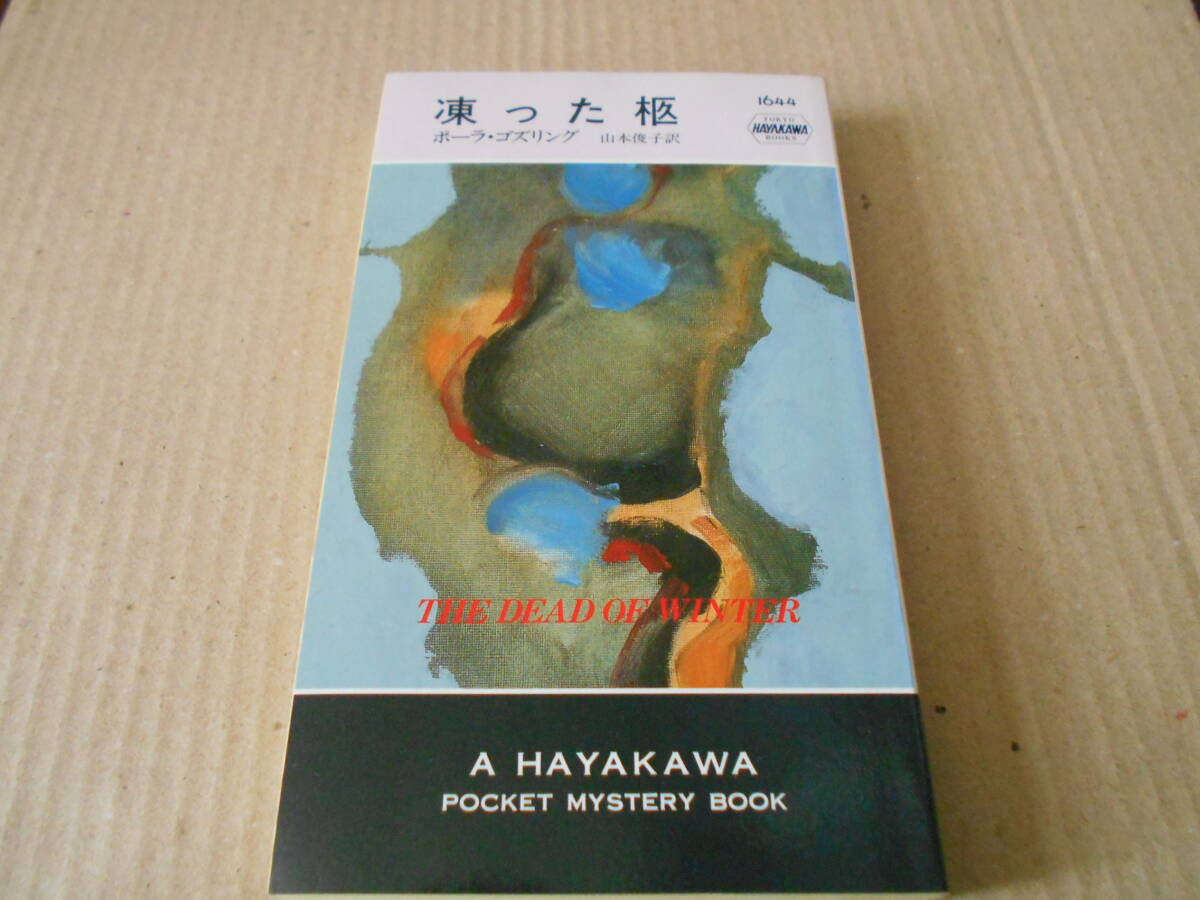 凍った柩
ポーラ・ゴズリング 山本俊子訳
1644
TOKYO
HAYAKAWA
BOOKS
THE DEAD OF WINTER
A HAYAKAWA
POCKET MYSTERY BOOK